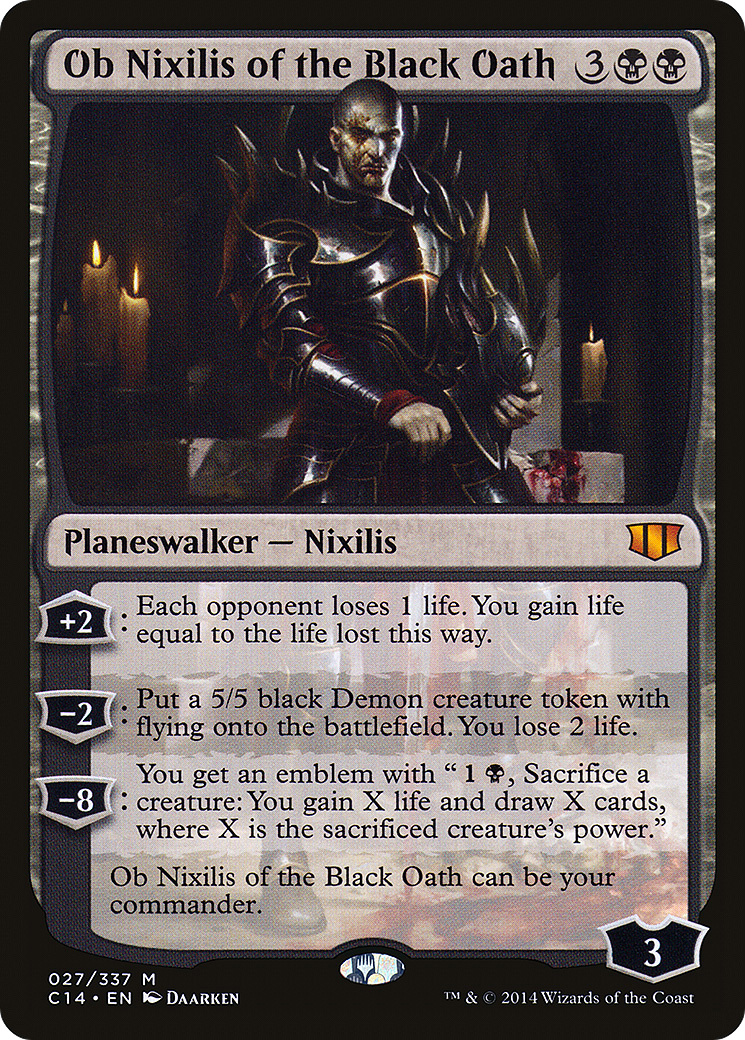 Ob Nixilis of the Black Oath 3
Planeswalker — Nixilis
+2 : Each opponent loses 1 life. You gain life
equal to the life lost this way.
−2 : Put a 5/5 black Demon creature token with
flying onto the battlefield. You lose 2 life.
You get an emblem with “ 1 , Sacrifice a
−8 : creature: You gain X life and draw X cards,
where X is the sacrificed creature’s power.”
Ob Nixilis of the Black Oath can be your
commander.
3
027/337 M
C14 • EN DAARKEN
™ & © 2014 Wizards of the Coast